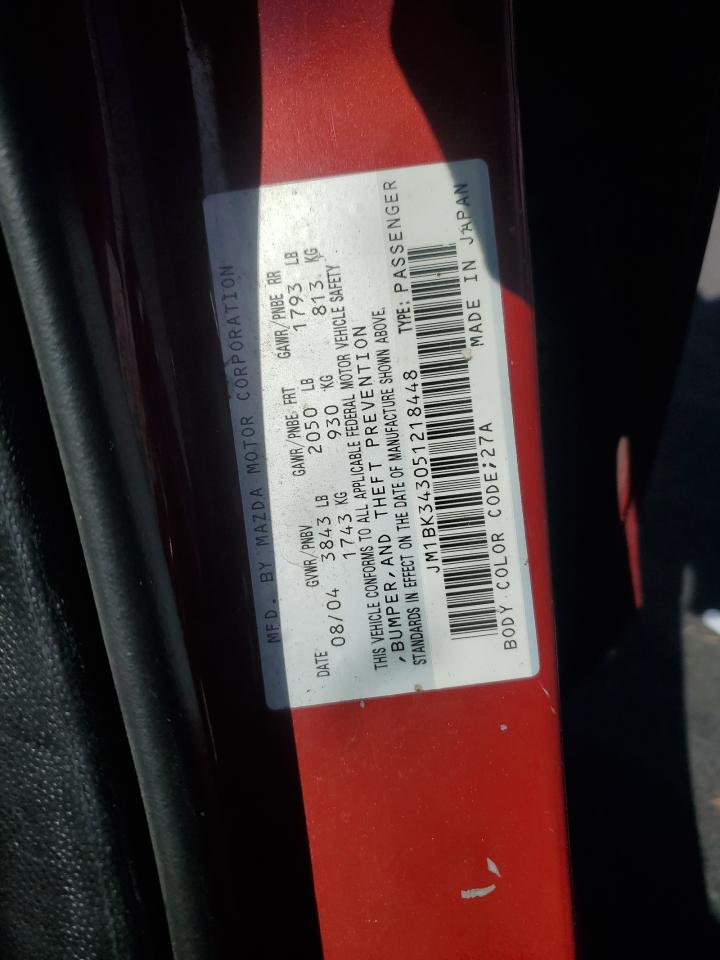 MFD. BY MAZDA MOTOR CORPORATION
GVWR/PNBV GAWR/PNBE FRT GAWR/PNBE RR
DATE 3843 LB 2050 LB 1793 LB
08/04 1743 KG 930 KG 813. KG
THIS VEHICLE CONFORMS TO ALL APPLICABLE FEDERAL MOTOR VEHICLE SAFETY
,BUMPER,AND THEFT PREVENTION
STANDARDS IN EFFECT ON THE DATE OF MANUFACTURE SHOWN ABOVE.
JM1BK343051218448 TYPE: PASSENGER
BODY COLOR CODE;27A MADE IN JAPAN